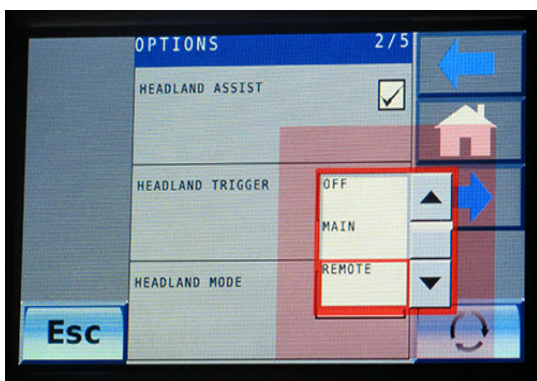 OPTIONS 2/5
HEADLAND ASSIST
HEADLAND TRIGGER
OFF
MAIN
REMOTE
HEADLAND MODE
Esc